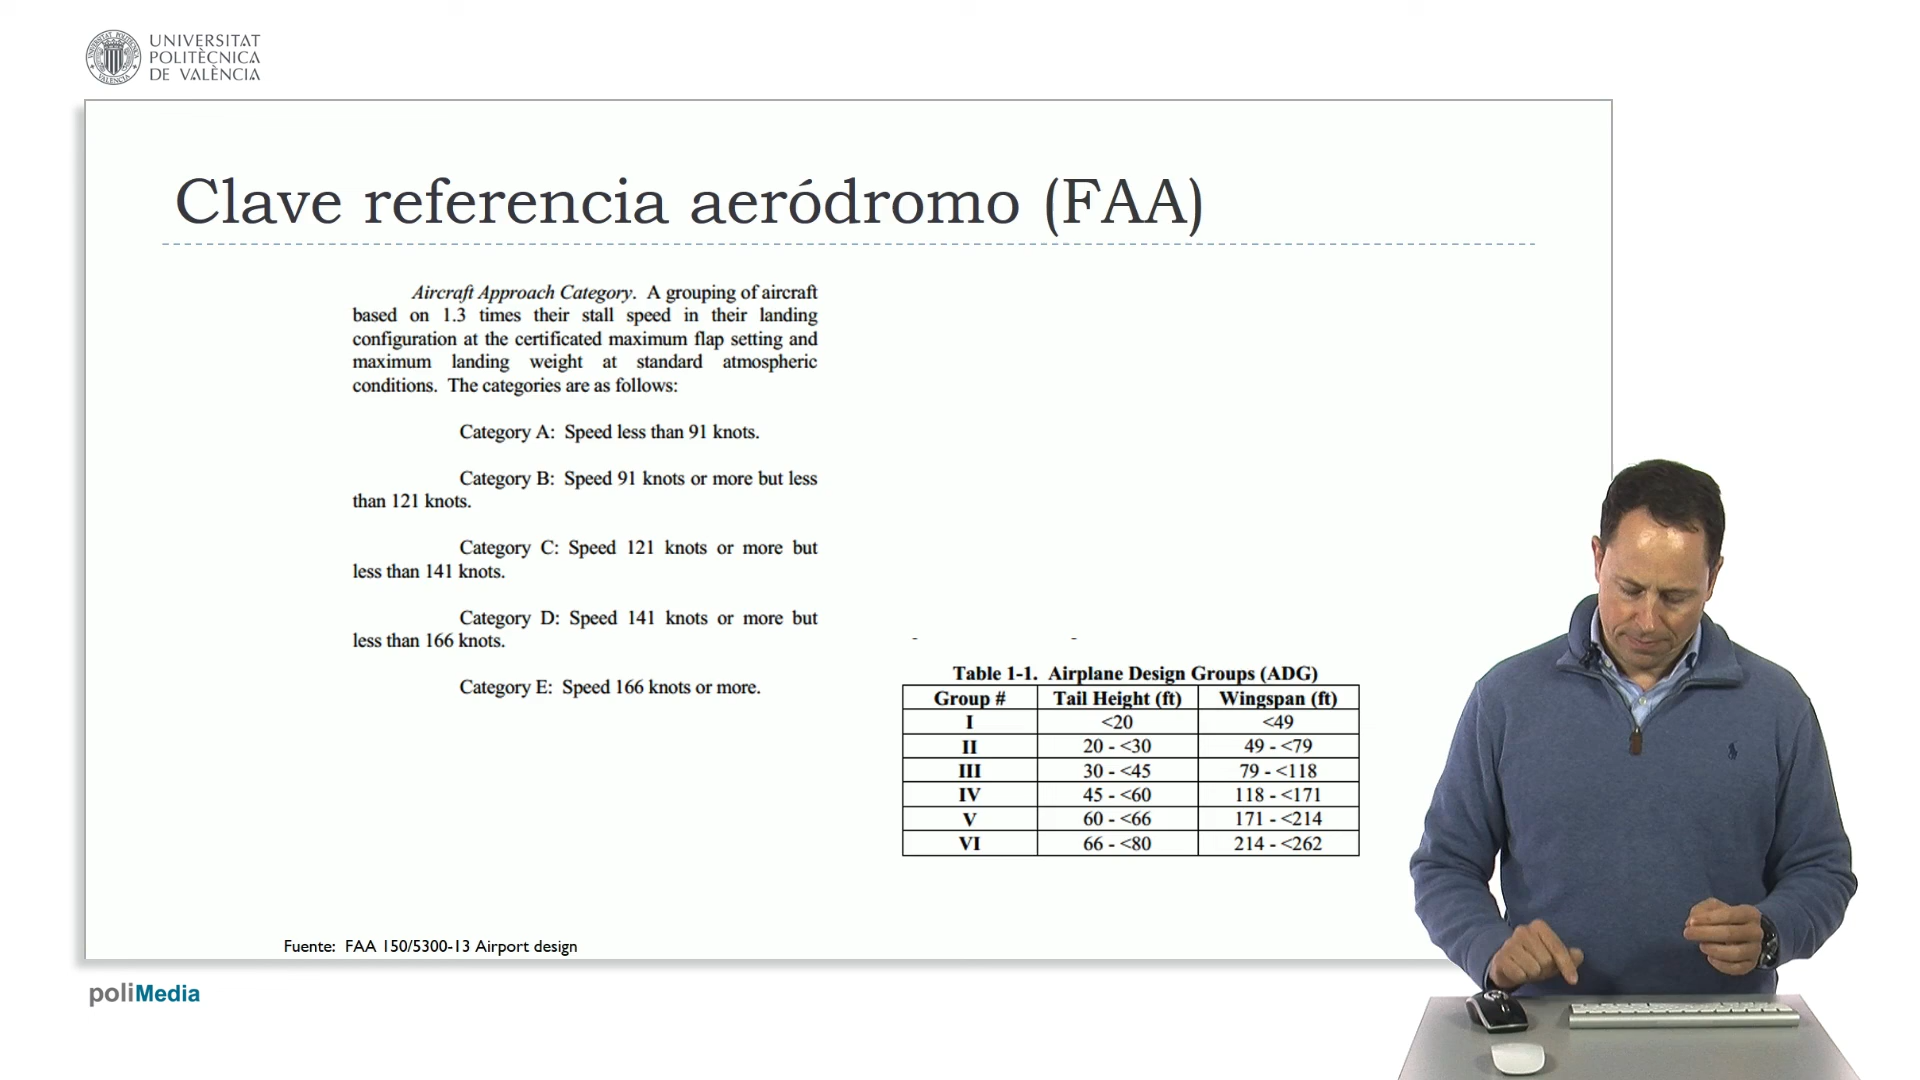 UNIVERSITAT
POLITÈCNICA
DE VALÈNCIA
Clave referencia aeródromo (FAA)
Aircraft Approach Category. A grouping of aircraft
based on 1.3 times their stall speed in their landing
configuration at the certificated maximum flap setting and
maximum landing weight at standard atmospheric
conditions. The categories are as follows:
Category A: Speed less than 91 knots.
Category B: Speed 91 knots or more but less
than 121 knots.
Category C: Speed 121 knots or more but
less than 141 knots.
Category D: Speed 141 knots or more but
less than 166 knots.
Category E: Speed 166 knots or more.
Table 1-1. Airplane Design Groups (ADG)
Group # Tail Height (ft) Wingspan (ft)
I <20 <49
II 20 - <30 49 - <79
III 30 - <45 79 - <118
IV 45 - <60 118 - <171
V 60 - <66 171 - <214
VI 66 - <80 214 - <262
Fuente: FAA 150/5300-13 Airport design
poliMedia